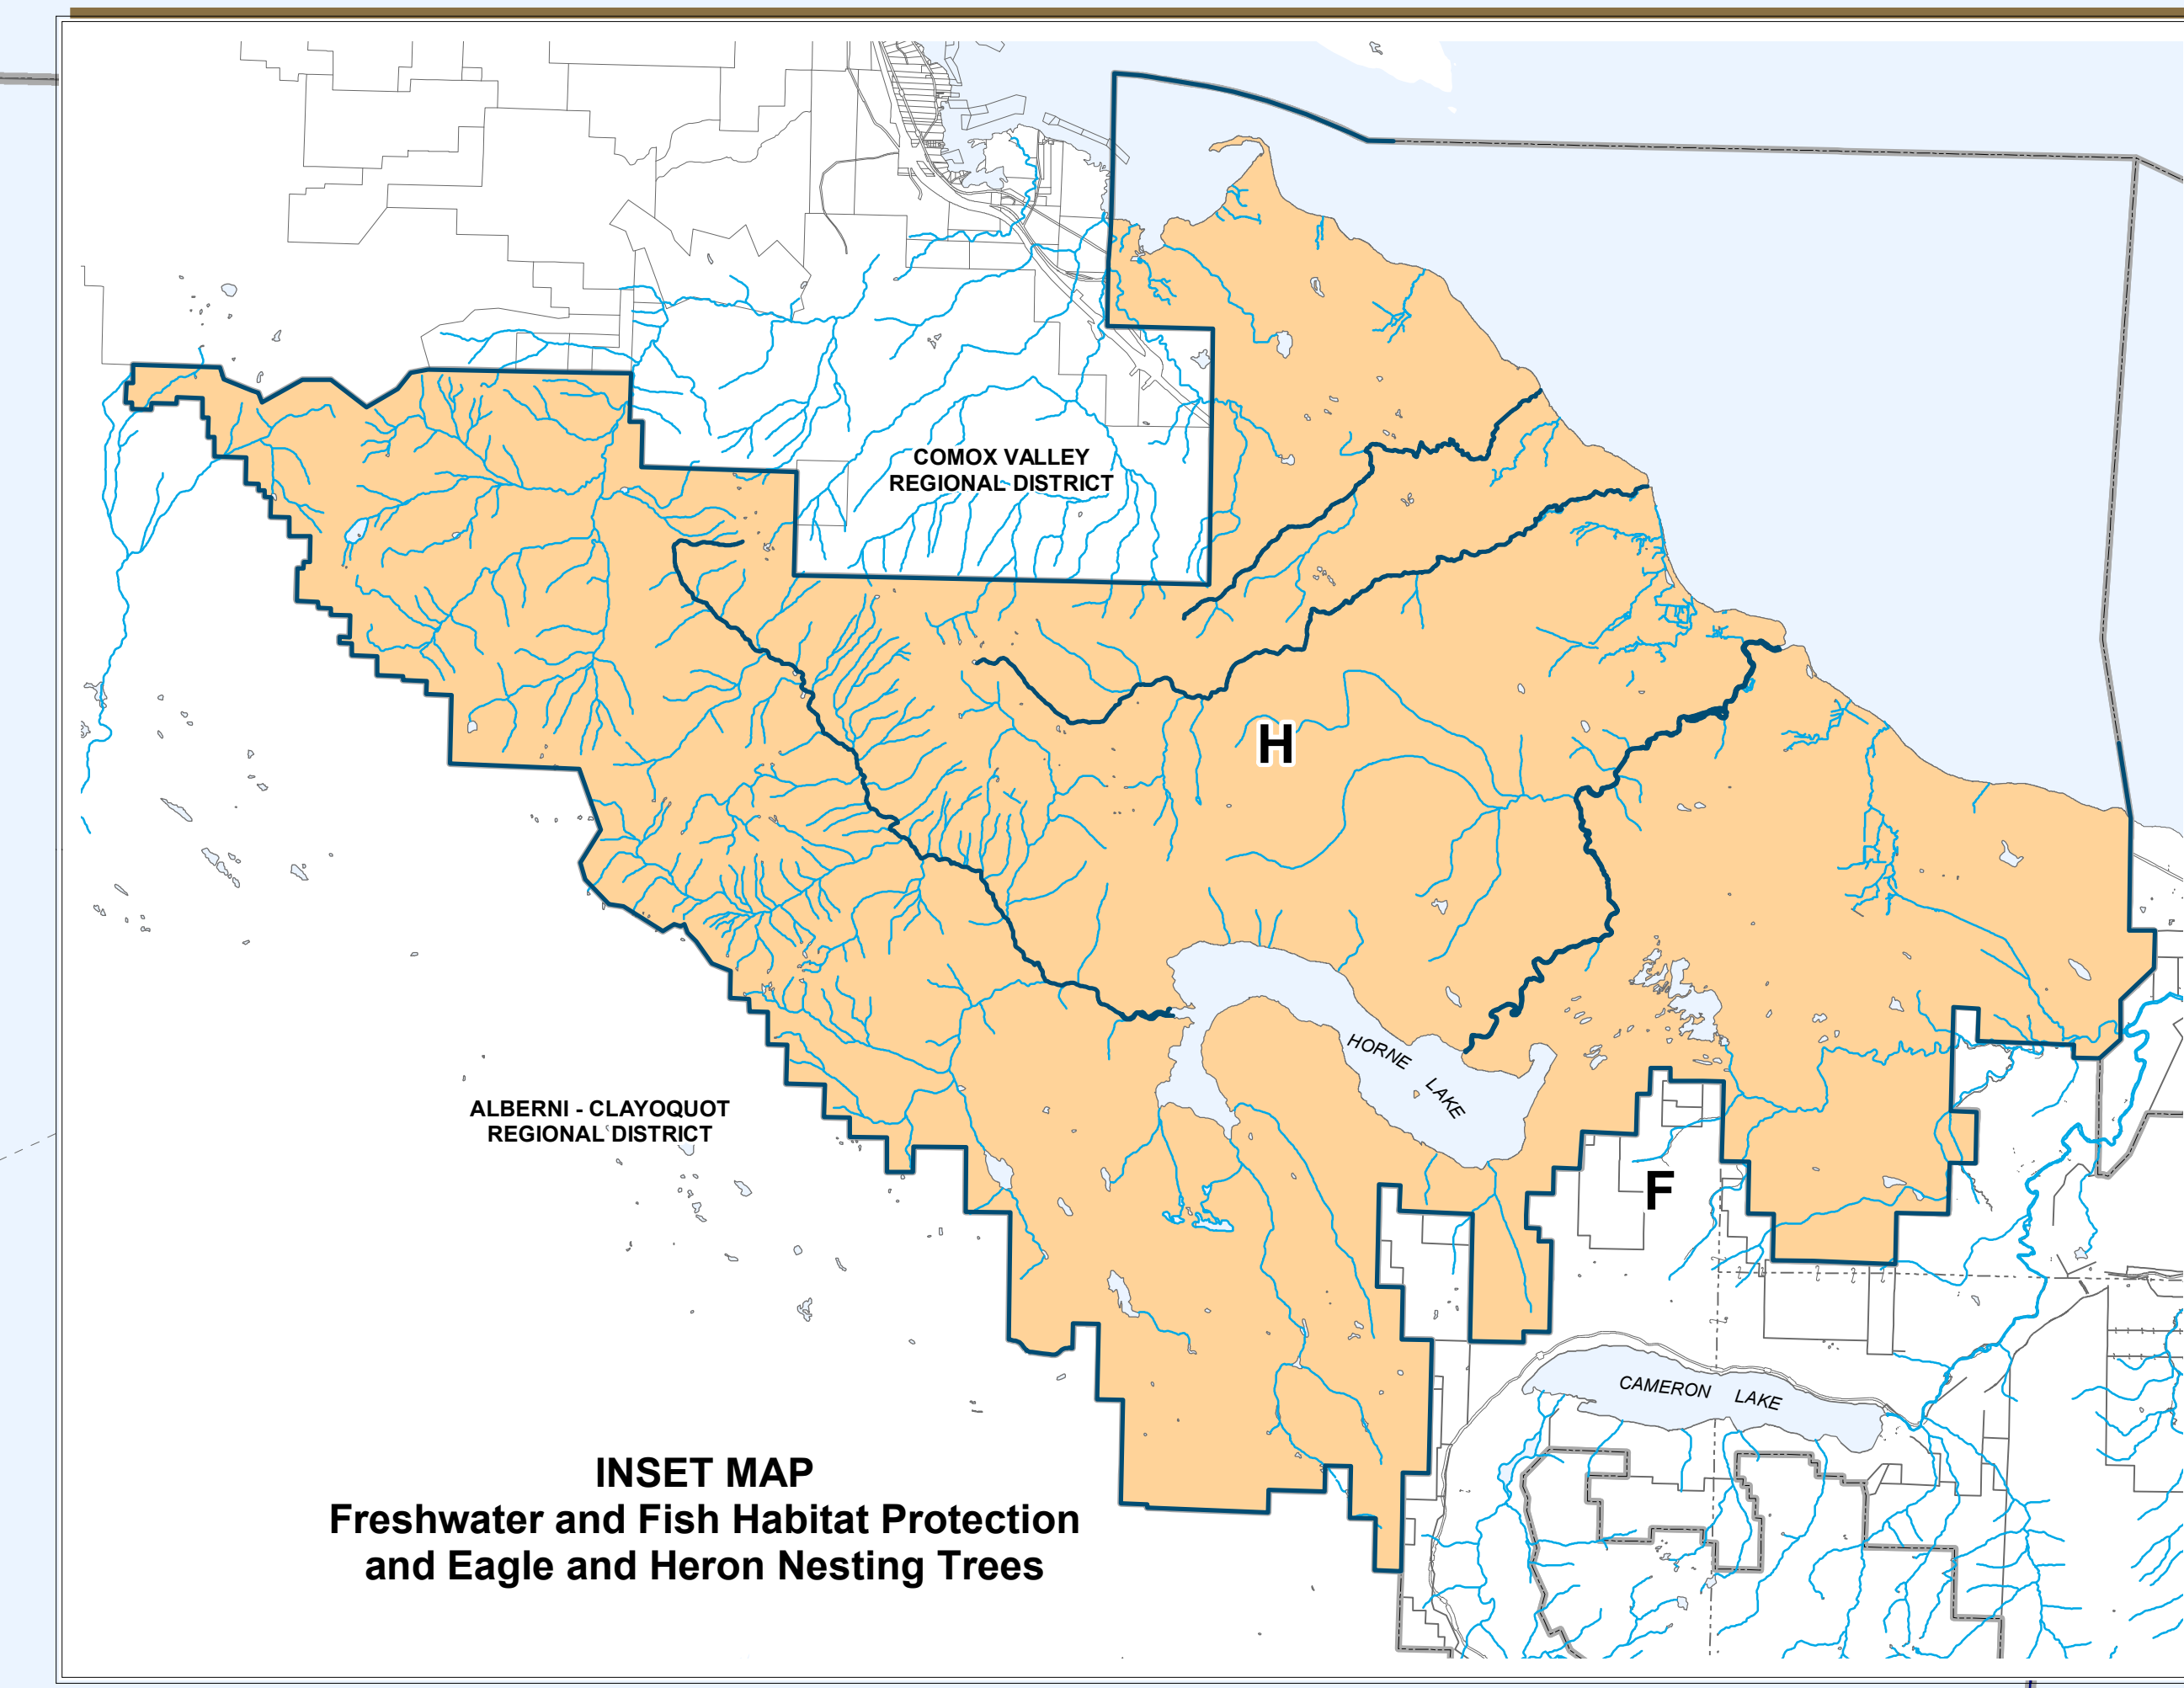 COMOX VALLEY
REGIONAL DISTRICT
H
HORNE
LAKE
ALBERNI - CLAYOQUOT
REGIONAL DISTRICT
F
CAMERON LAKE
INSET MAP
Freshwater and Fish Habitat Protection
and Eagle and Heron Nesting Trees